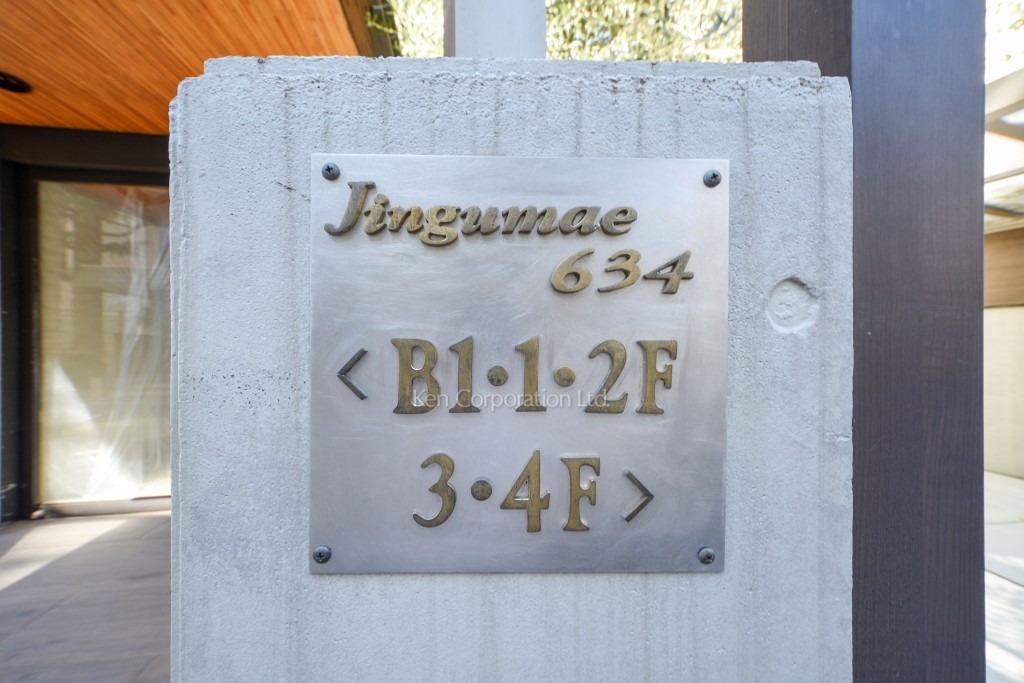 Jingumae
634
< B1・1・2F
Ken Corporation Ltd.
3・4F >